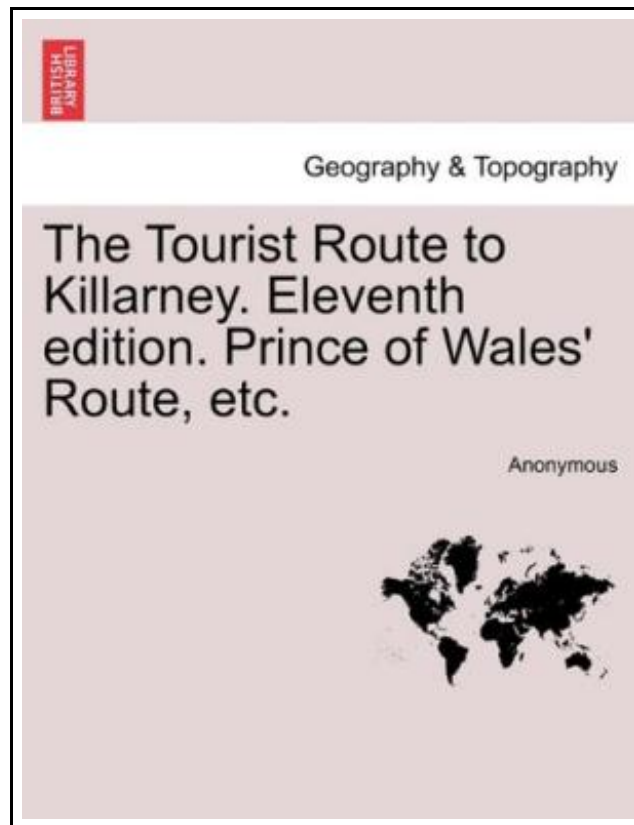 BRITISH
LIBRARY
Geography & Topography
The Tourist Route to
Killarney. Eleventh
edition. Prince of Wales'
Route, etc.
Anonymous